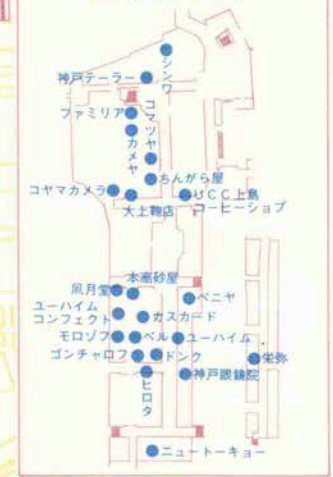 シンワ
神戸テーラー
ファミリア
コマツヤ
カメヤ
ちんがら屋
コヤマカメラ
UCC上島
コーヒーショップ
大上鞄店
本高砂屋
凮月堂
ベニヤ
ユーハイム
コンフェクト
ガスカード
モロゾフ
ベル
ユーハイム
ゴンチャロフ
ドンク
栄弥
ヒロタ
神戸眼鏡院
ニュートーキョー